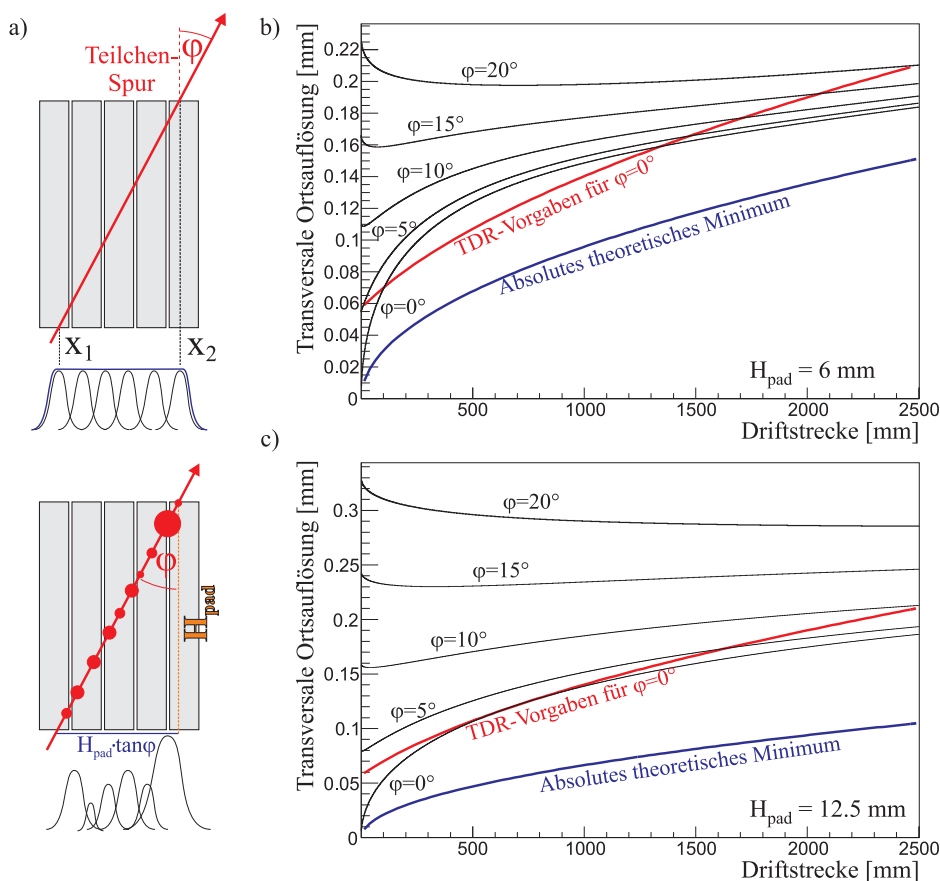 a)
φ
Teilchen-
Spur
x1
x2
φ
Hpad
Hpad·tanφ
b)
Transversale Ortsauflösung [mm]
0.22
0.2
0.18
0.16
0.14
0.12
0.1
0.08
0.06
0.04
0.02
0
φ=20°
φ=15°
φ=10°
φ=5°
φ=0°
TDR-Vorgaben für φ=0°
Absolutes theoretisches Minimum
Hpad = 6 mm
500
1000
1500
2000
2500
Driftstrecke [mm]
c)
Transversale Ortsauflösung [mm]
0.3
0.25
0.2
0.15
0.1
0.05
0
φ=20°
φ=15°
φ=10°
φ=5°
φ=0°
TDR-Vorgaben für φ=0°
Absolutes theoretisches Minimum
Hpad = 12.5 mm
500
1000
1500
2000
2500
Driftstrecke [mm]